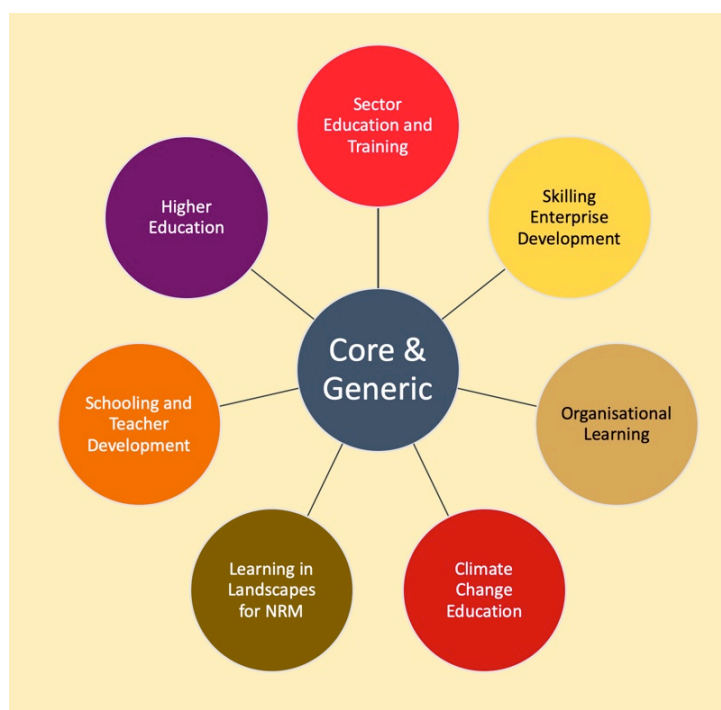 Sector
Education and
Training
Skilling
Enterprise
Development
Organisational
Learning
Climate
Change
Education
Learning in
Landscapes
for NRM
Schooling and
Teacher
Development
Higher
Education
Core &
Generic